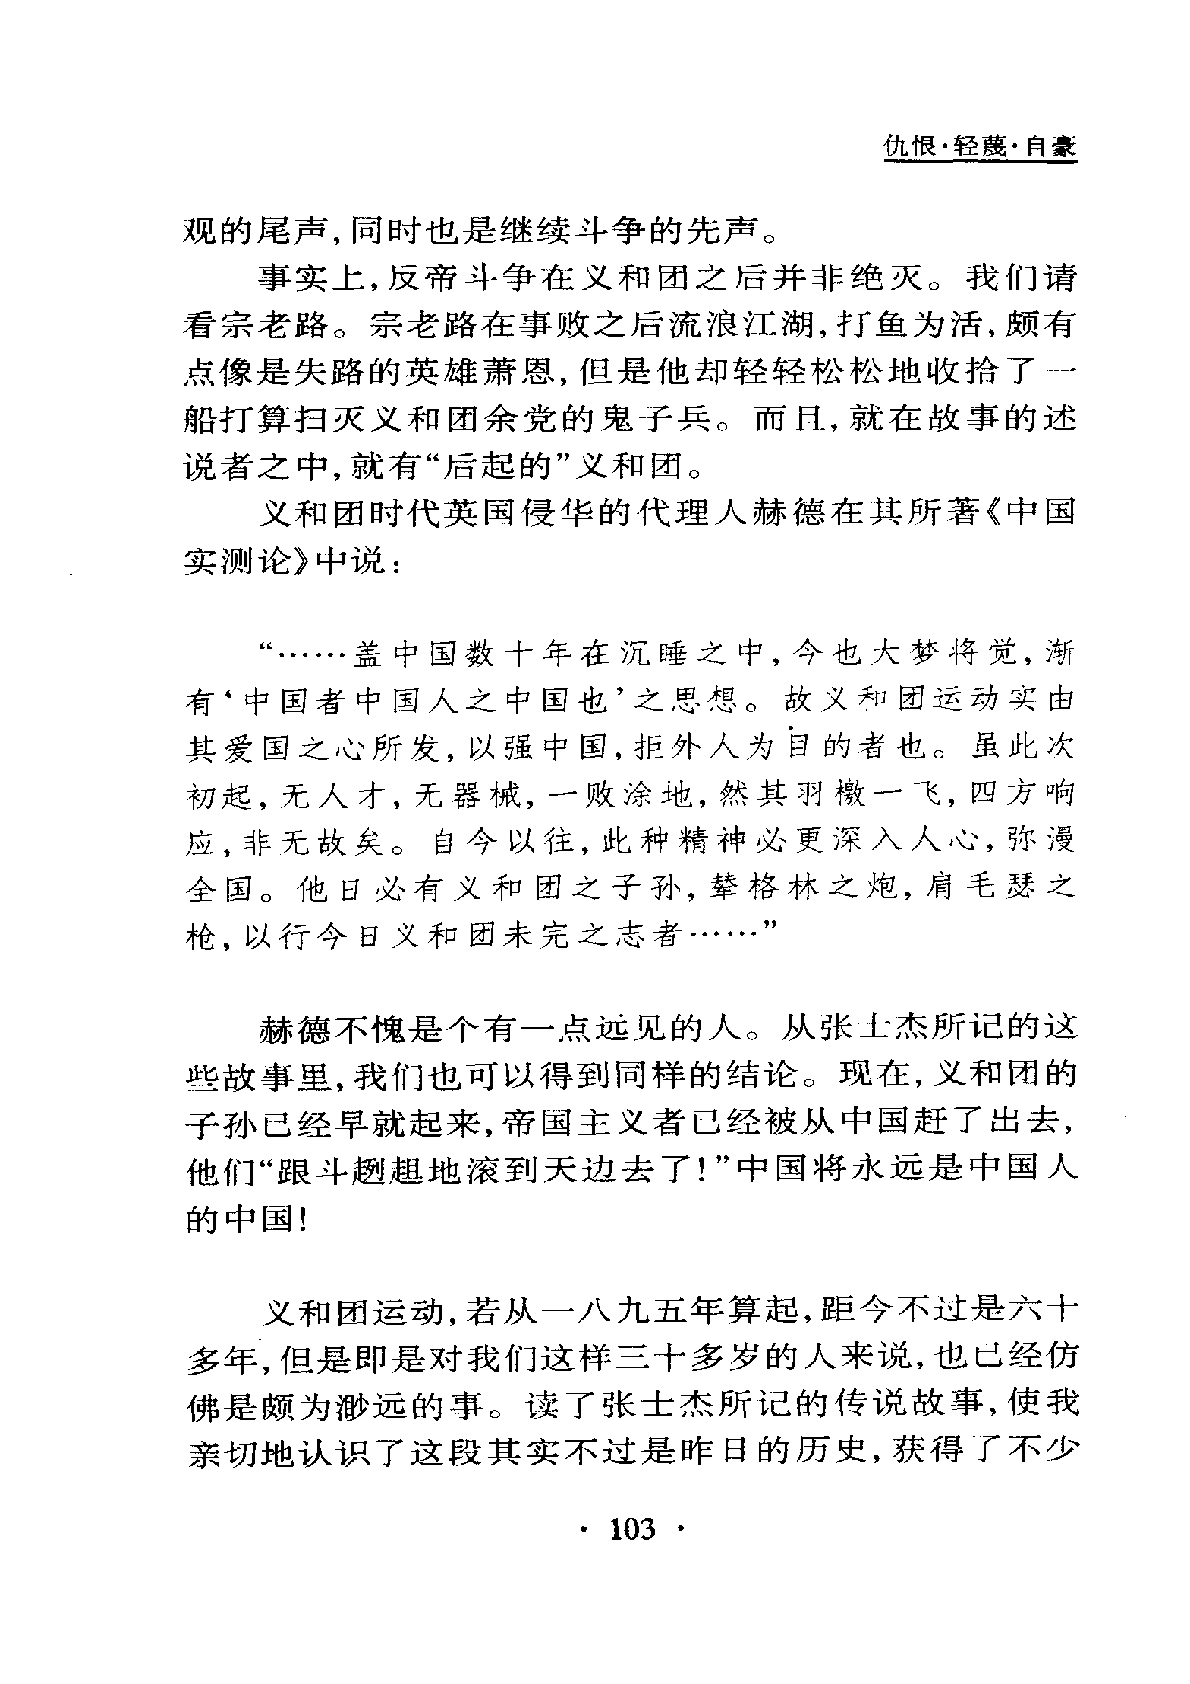 仇恨·轻蔑·自豪
观的尾声,同时也是继续斗争的先声。
事实上,反帝斗争在义和团之后并非绝灭。我们请
看宗老路。宗老路在事败之后流浪江湖,打鱼为活,颇有
点像是失路的英雄萧恩,但是他却轻轻松松地收拾了一
船打算扫灭义和团余党的鬼子兵。而且,就在故事的述
说者之中,就有“后起的”义和团。
义和团时代英国侵华的代理人赫德在其所著《中国
实测论》中说:
“……盖中国数十年在沉睡之中,今也大梦将觉,渐
有‘中国者中国人之中国也’之思想。故义和团运动实由
其爱国之心所发,以强中国,拒外人为目的者也。虽此次
初起,无人才,无器械,一败涂地,然其羽檄一飞,四方响
应,非无故矣。自今以往,此种精神必更深入人心,弥漫
全国。他日必有义和团之子孙,辇格林之炮,肩毛瑟之
枪,以行今日义和团未完之志者……”
赫德不愧是个有一点远见的人。从张士杰所记的这
些故事里,我们也可以得到同样的结论。现在,义和团的
子孙已经早就起来,帝国主义者已经被从中国赶了出去,
他们“跟斗趔趄地滚到天边去了!”中国将永远是中国人
的中国!
义和团运动,若从一八九五年算起,距今不过是六十
多年,但是即是对我们这样三十多岁的人来说,也已经仿
佛是颇为渺远的事。读了张士杰所记的传说故事,使我
亲切地认识了这段其实不过是昨日的历史,获得了不少
· 103 ·